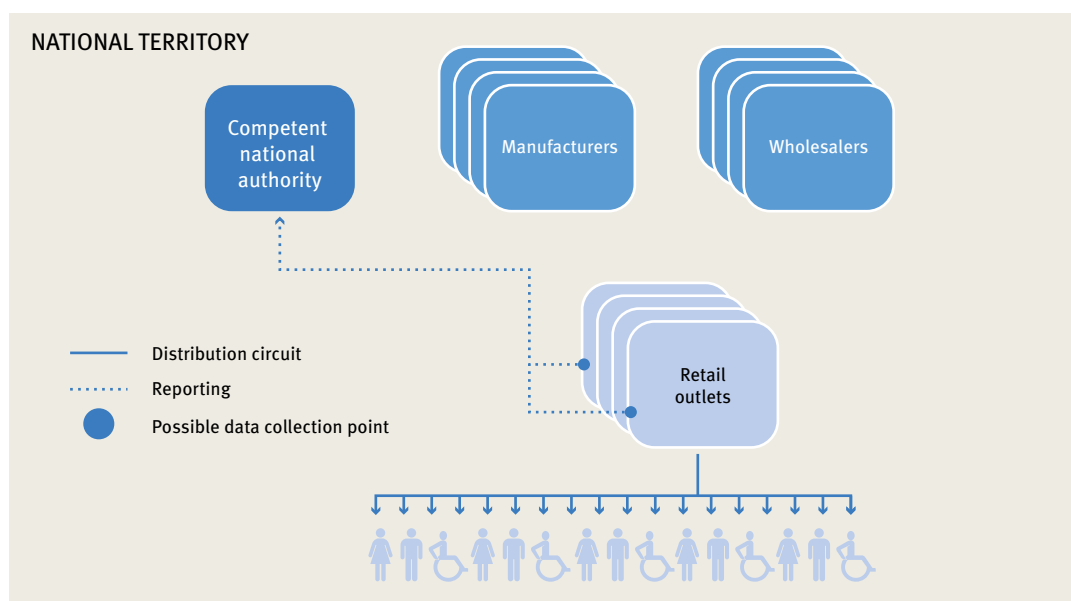 NATIONAL TERRITORY
Competent
national
authority
Manufacturers
Wholesalers
Retail
outlets
Distribution circuit
Reporting
Possible data collection point